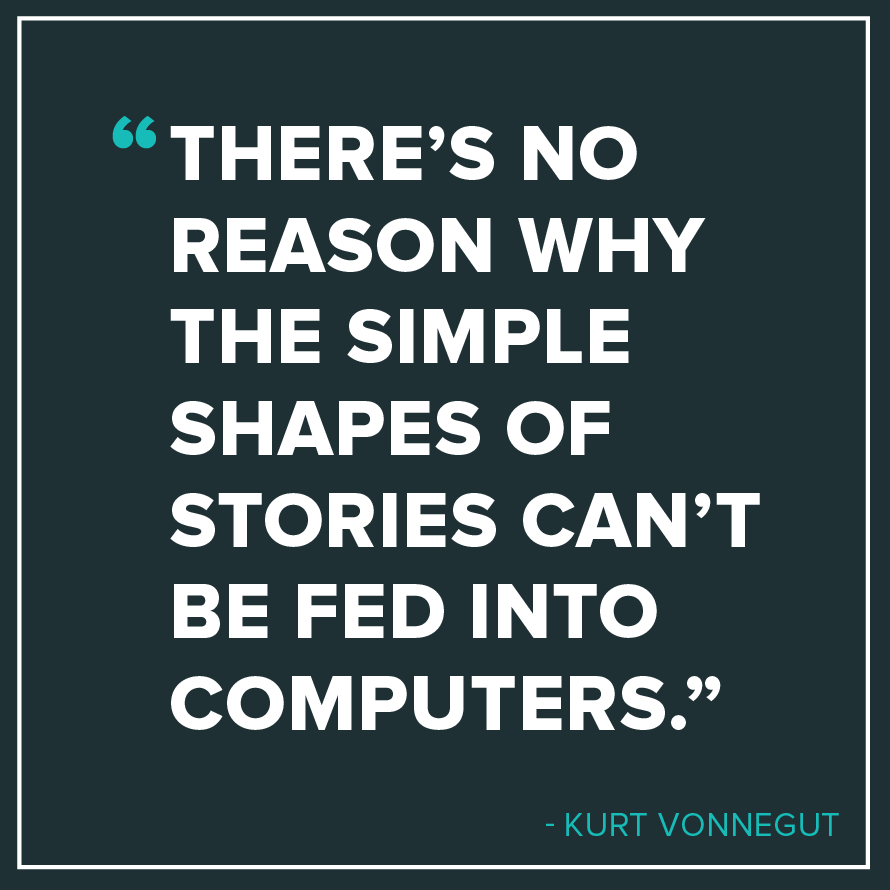 “THERE’S NO
REASON WHY
THE SIMPLE
SHAPES OF
STORIES CAN’T
BE FED INTO
COMPUTERS.”
- KURT VONNEGUT